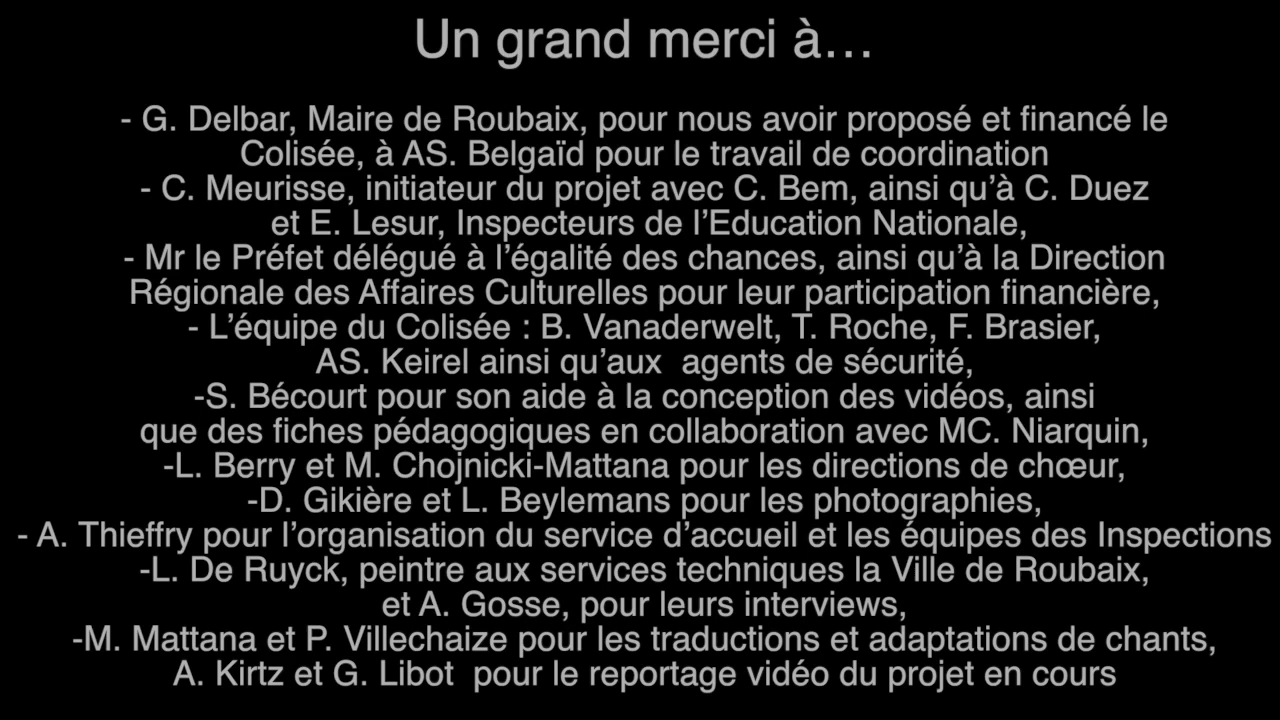 Un grand merci à…
- G. Delbar, Maire de Roubaix, pour nous avoir proposé et financé le
Colisée, à AS. Belgaïd pour le travail de coordination
- C. Meurisse, initiateur du projet avec C. Bem, ainsi qu’à C. Duez
et E. Lesur, Inspecteurs de l’Education Nationale,
- Mr le Préfet délégué à l’égalité des chances, ainsi qu’à la Direction
Régionale des Affaires Culturelles pour leur participation financière,
- L’équipe du Colisée : B. Vanaderwelt, T. Roche, F. Brasier,
AS. Keirel ainsi qu’aux  agents de sécurité,
-S. Bécourt pour son aide à la conception des vidéos, ainsi
que des fiches pédagogiques en collaboration avec MC. Niarquin,
-L. Berry et M. Chojnicki-Mattana pour les directions de chœur,
-D. Gikière et L. Beylemans pour les photographies,
- A. Thieffry pour l’organisation du service d’accueil et les équipes des Inspections
-L. De Ruyck, peintre aux services techniques la Ville de Roubaix,
et A. Gosse, pour leurs interviews,
-M. Mattana et P. Villechaize pour les traductions et adaptations de chants,
A. Kirtz et G. Libot  pour le reportage vidéo du projet en cours